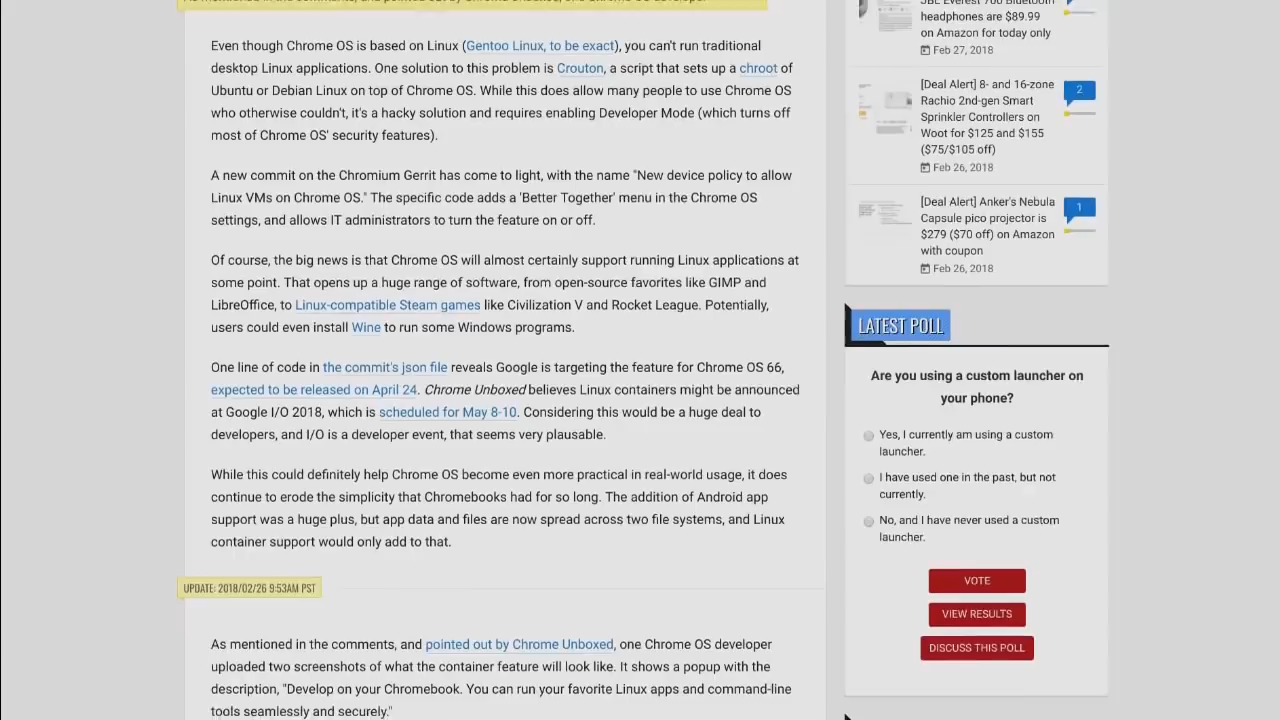 Even though Chrome OS is based on Linux (Gentoo Linux, to be exact), you can't run traditional
desktop Linux applications. One solution to this problem is Crouton, a script that sets up a chroot of
Ubuntu or Debian Linux on top of Chrome OS. While this does allow many people to use Chrome OS
who otherwise couldn't, it's a hacky solution and requires enabling Developer Mode (which turns off
most of Chrome OS' security features).
A new commit on the Chromium Gerrit has come to light, with the name "New device policy to allow
Linux VMs on Chrome OS." The specific code adds a 'Better Together' menu in the Chrome OS
settings, and allows IT administrators to turn the feature on or off.
Of course, the big news is that Chrome OS will almost certainly support running Linux applications at
some point. That opens up a huge range of software, from open-source favorites like GIMP and
LibreOffice, to Linux-compatible Steam games like Civilization V and Rocket League. Potentially,
users could even install Wine to run some Windows programs.
One line of code in the commit's json file reveals Google is targeting the feature for Chrome OS 66,
expected to be released on April 24. Chrome Unboxed believes Linux containers might be announced
at Google I/O 2018, which is scheduled for May 8-10. Considering this would be a huge deal to
developers, and I/O is a developer event, that seems very plausable.
While this could definitely help Chrome OS become even more practical in real-world usage, it does
continue to erode the simplicity that Chromebooks had for so long. The addition of Android app
support was a huge plus, but app data and files are now spread across two file systems, and Linux
container support would only add to that.
UPDATE: 2018/02/26 9:53AM PST
As mentioned in the comments, and pointed out by Chrome Unboxed, one Chrome OS developer
uploaded two screenshots of what the container feature will look like. It shows a popup with the
description, "Develop on your Chromebook. You can run your favorite Linux apps and command-line
tools seamlessly and securely."
JBL Everest 700 Bluetooth
headphones are $89.99
on Amazon for today only
Feb 27, 2018
[Deal Alert] 8- and 16-zone
Rachio 2nd-gen Smart
Sprinkler Controllers on
Woot for $125 and $155
($75/$105 off)
Feb 26, 2018
2
[Deal Alert] Anker's Nebula
Capsule pico projector is
$279 ($70 off) on Amazon
with coupon
Feb 26, 2018
1
LATEST POLL
Are you using a custom launcher on
your phone?
Yes, I currently am using a custom
launcher.
I have used one in the past, but not
currently.
No, and I have never used a custom
launcher.
VOTE
VIEW RESULTS
DISCUSS THIS POLL